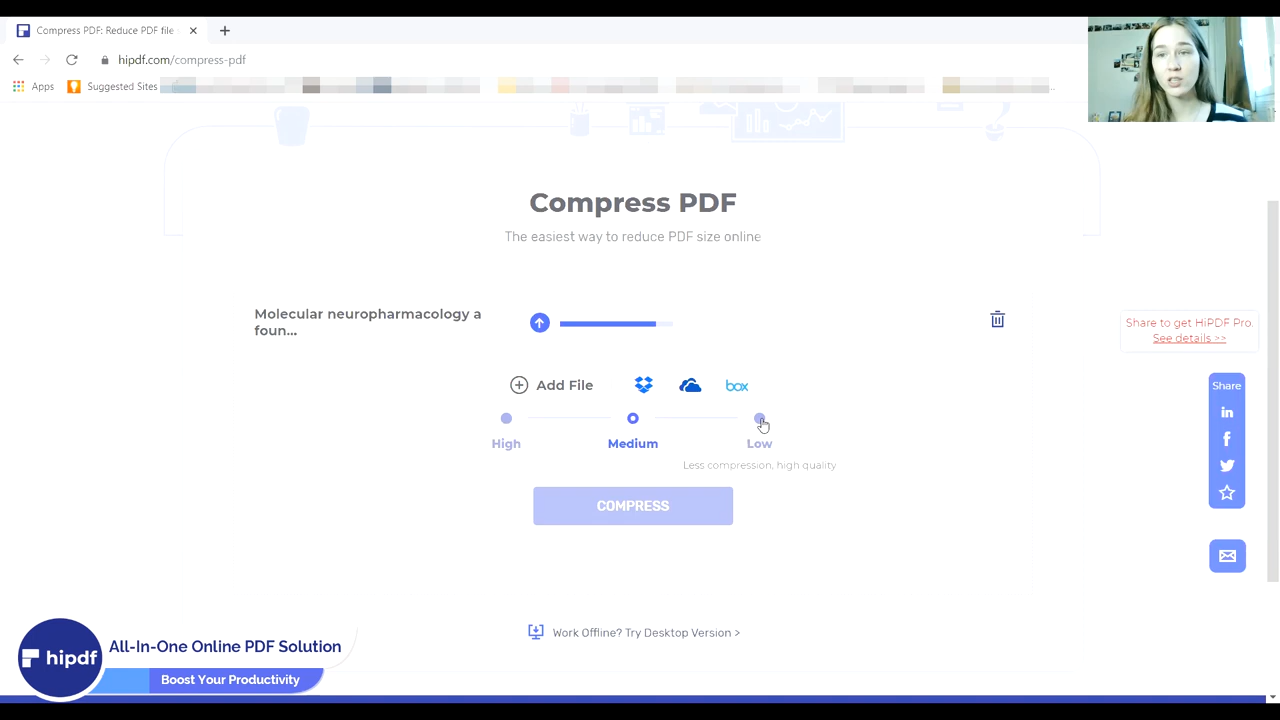 Compress PDF: Reduce PDF file
hipdf.com/compress-pdf
Apps
Suggested Sites
Compress PDF
The easiest way to reduce PDF size online
Molecular neuropharmacology a
foun...
Share to get HiPDF Pro.
See details >>
Add File
box
Share
in
High
Medium
Low
Less compression, high quality
COMPRESS
Work Offline? Try Desktop Version >
hipdf
All-In-One Online PDF Solution
Boost Your Productivity